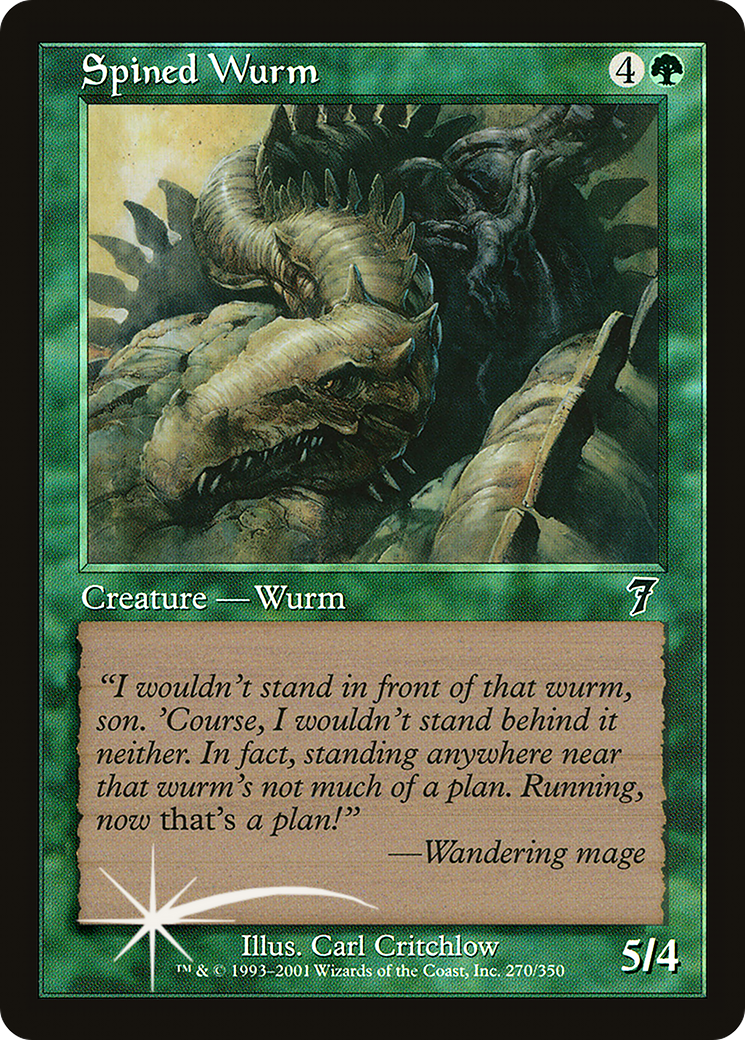 Spined Wurm 4
Creature — Wurm 7
“I wouldn’t stand in front of that wurm,
son. ’Course, I wouldn’t stand behind it
neither. In fact, standing anywhere near
that wurm’s not much of a plan. Running,
now that’s a plan!”
—Wandering mage
Illus. Carl Critchlow
™ & © 1993–2001 Wizards of the Coast, Inc. 270/350
5/4